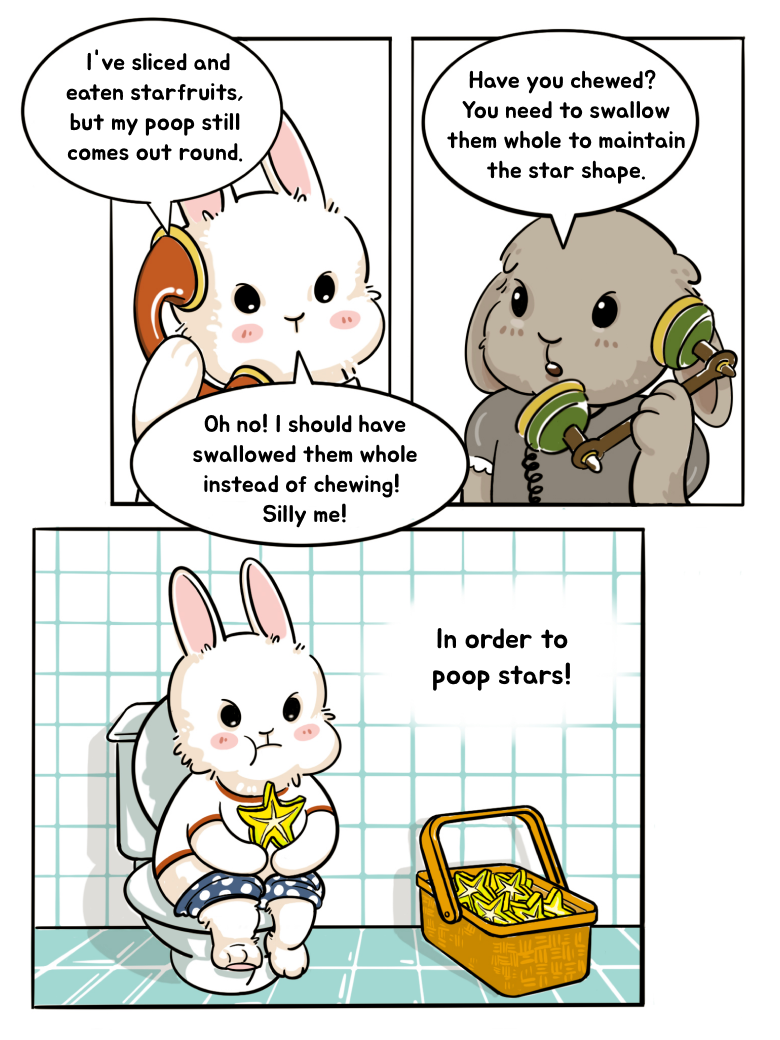 I've sliced and
eaten starfruits,
but my poop still
comes out round.
Have you chewed?
You need to swallow
them whole to maintain
the star shape.
Oh no! I should have
swallowed them whole
instead of chewing!
Silly me!
In order to
poop stars!